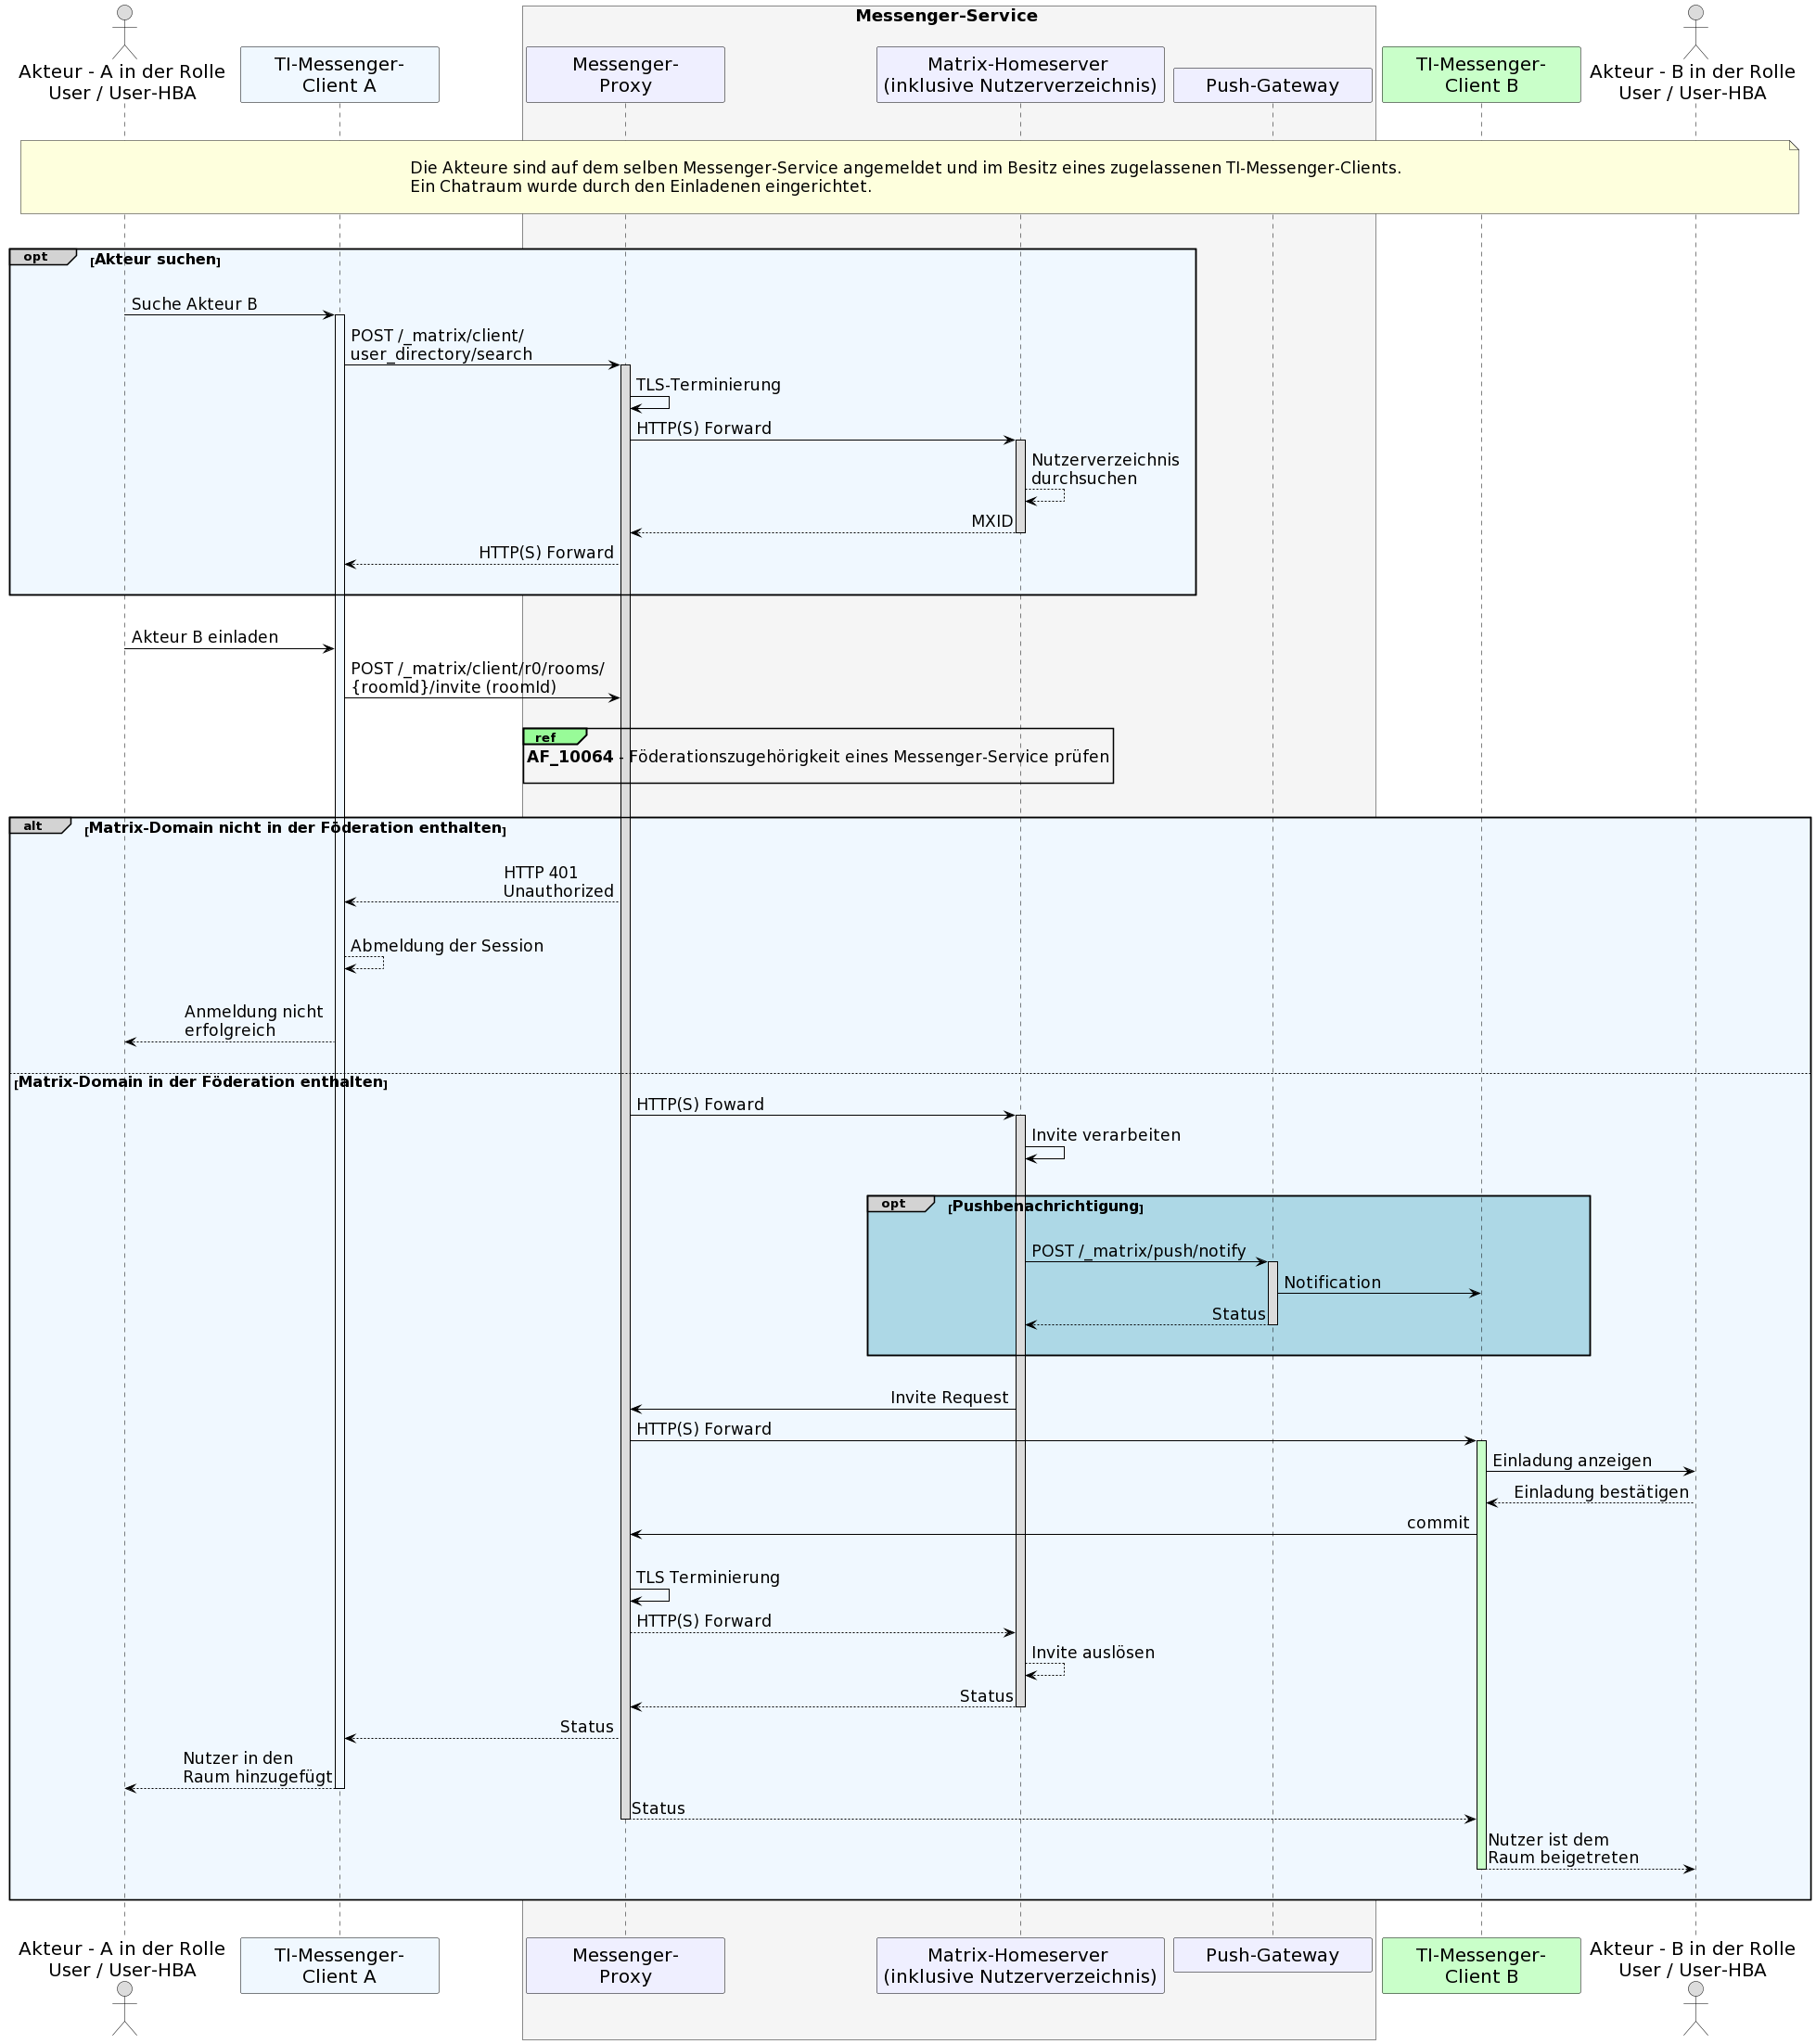 Messenger-Service
Akteur - A in der Rolle
User / User-HBA
TI-Messenger-
Client A
Messenger-
Proxy
Matrix-Homeserver
(inklusive Nutzerverzeichnis)
Push-Gateway
TI-Messenger-
Client B
Akteur - B in der Rolle
User / User-HBA
Die Akteure sind auf dem selben Messenger-Service angemeldet und im Besitz eines zugelassenen TI-Messenger-Clients.
Ein Chatraum wurde durch den Einladenen eingerichtet.
opt [Akteur suchen]
Suche Akteur B
POST /_matrix/client/
user_directory/search
TLS-Terminierung
HTTP(S) Forward
Nutzerverzeichnis
durchsuchen
MXID
HTTP(S) Forward
Akteur B einladen
POST /_matrix/client/r0/rooms/
{roomId}/invite (roomId)
ref
AF_10064 - Föderationszugehörigkeit eines Messenger-Service prüfen
alt [Matrix-Domain nicht in der Föderation enthalten]
HTTP 401
Unauthorized
Abmeldung der Session
Anmeldung nicht
erfolgreich
[Matrix-Domain in der Föderation enthalten]
HTTP(S) Foward
Invite verarbeiten
opt [Pushbenachrichtigung]
POST /_matrix/push/notify
Notification
Status
Invite Request
HTTP(S) Forward
Einladung anzeigen
Einladung bestätigen
commit
TLS Terminierung
HTTP(S) Forward
Invite auslösen
Status
Status
Nutzer in den
Raum hinzugefügt
Status
Nutzer ist dem
Raum beigetreten
Akteur - A in der Rolle
User / User-HBA
TI-Messenger-
Client A
Messenger-
Proxy
Matrix-Homeserver
(inklusive Nutzerverzeichnis)
Push-Gateway
TI-Messenger-
Client B
Akteur - B in der Rolle
User / User-HBA